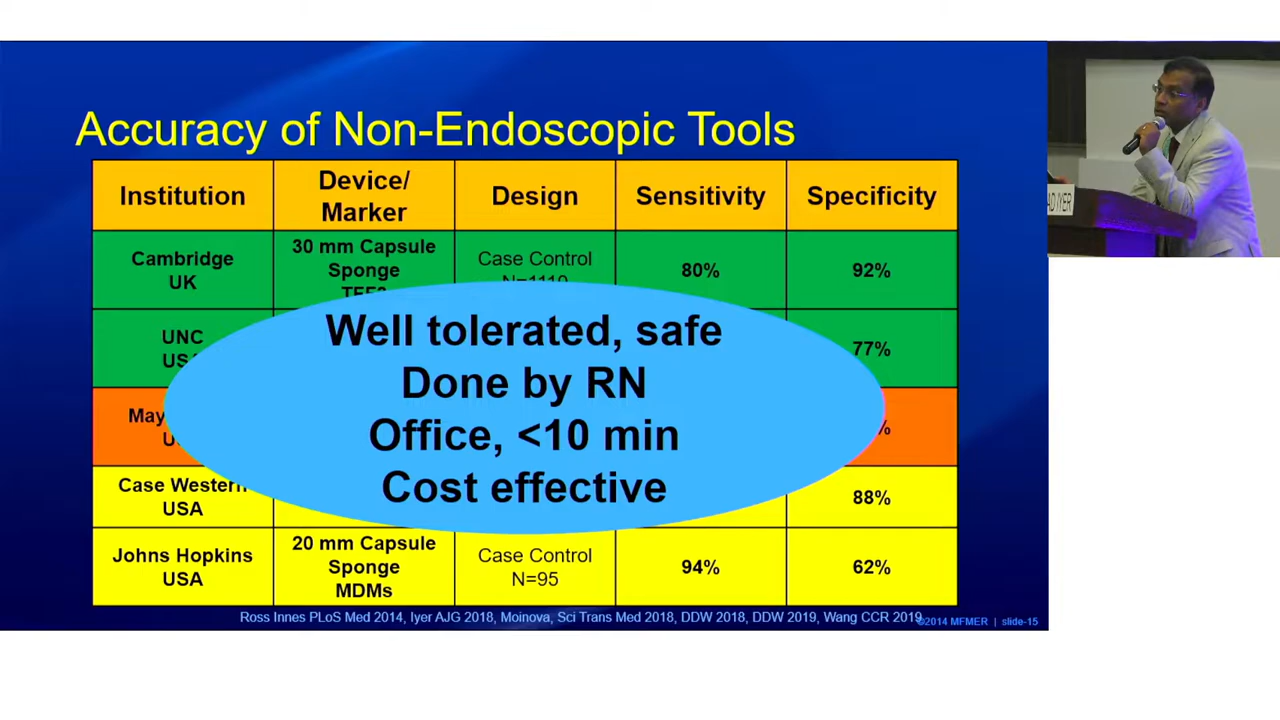 Accuracy of Non-Endoscopic Tools
Institution
Device/
Marker
Design
Sensitivity
Specificity
Cambridge
UK
30 mm Capsule
Sponge
Case Control
80%
92%
UNC
77%
Well tolerated, safe
Done by RN
Office, <10 min
Cost effective
Case Western
USA
88%
Johns Hopkins
USA
20 mm Capsule
Sponge
MDMs
Case Control
N=95
94%
62%
Ross Innes PLoS Med 2014, Iyer AJG 2018, Moinova, Sci Trans Med 2018, DDW 2018, DDW 2019, Wang CCR 2019
©2014 MFMER | slide-15
IYER